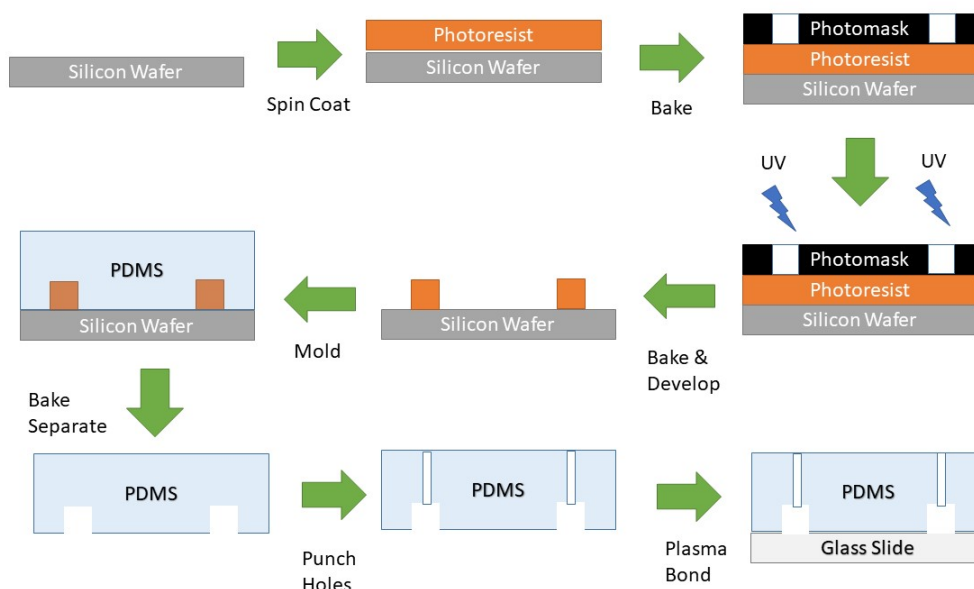 Silicon Wafer
Spin Coat
Photoresist
Silicon Wafer
Bake
Photomask
Photoresist
Silicon Wafer
UV
UV
Photomask
Photoresist
Silicon Wafer
Bake &
Develop
Silicon Wafer
Mold
PDMS
Silicon Wafer
Bake
Separate
PDMS
Punch
Holes
PDMS
Plasma
Bond
PDMS
Glass Slide